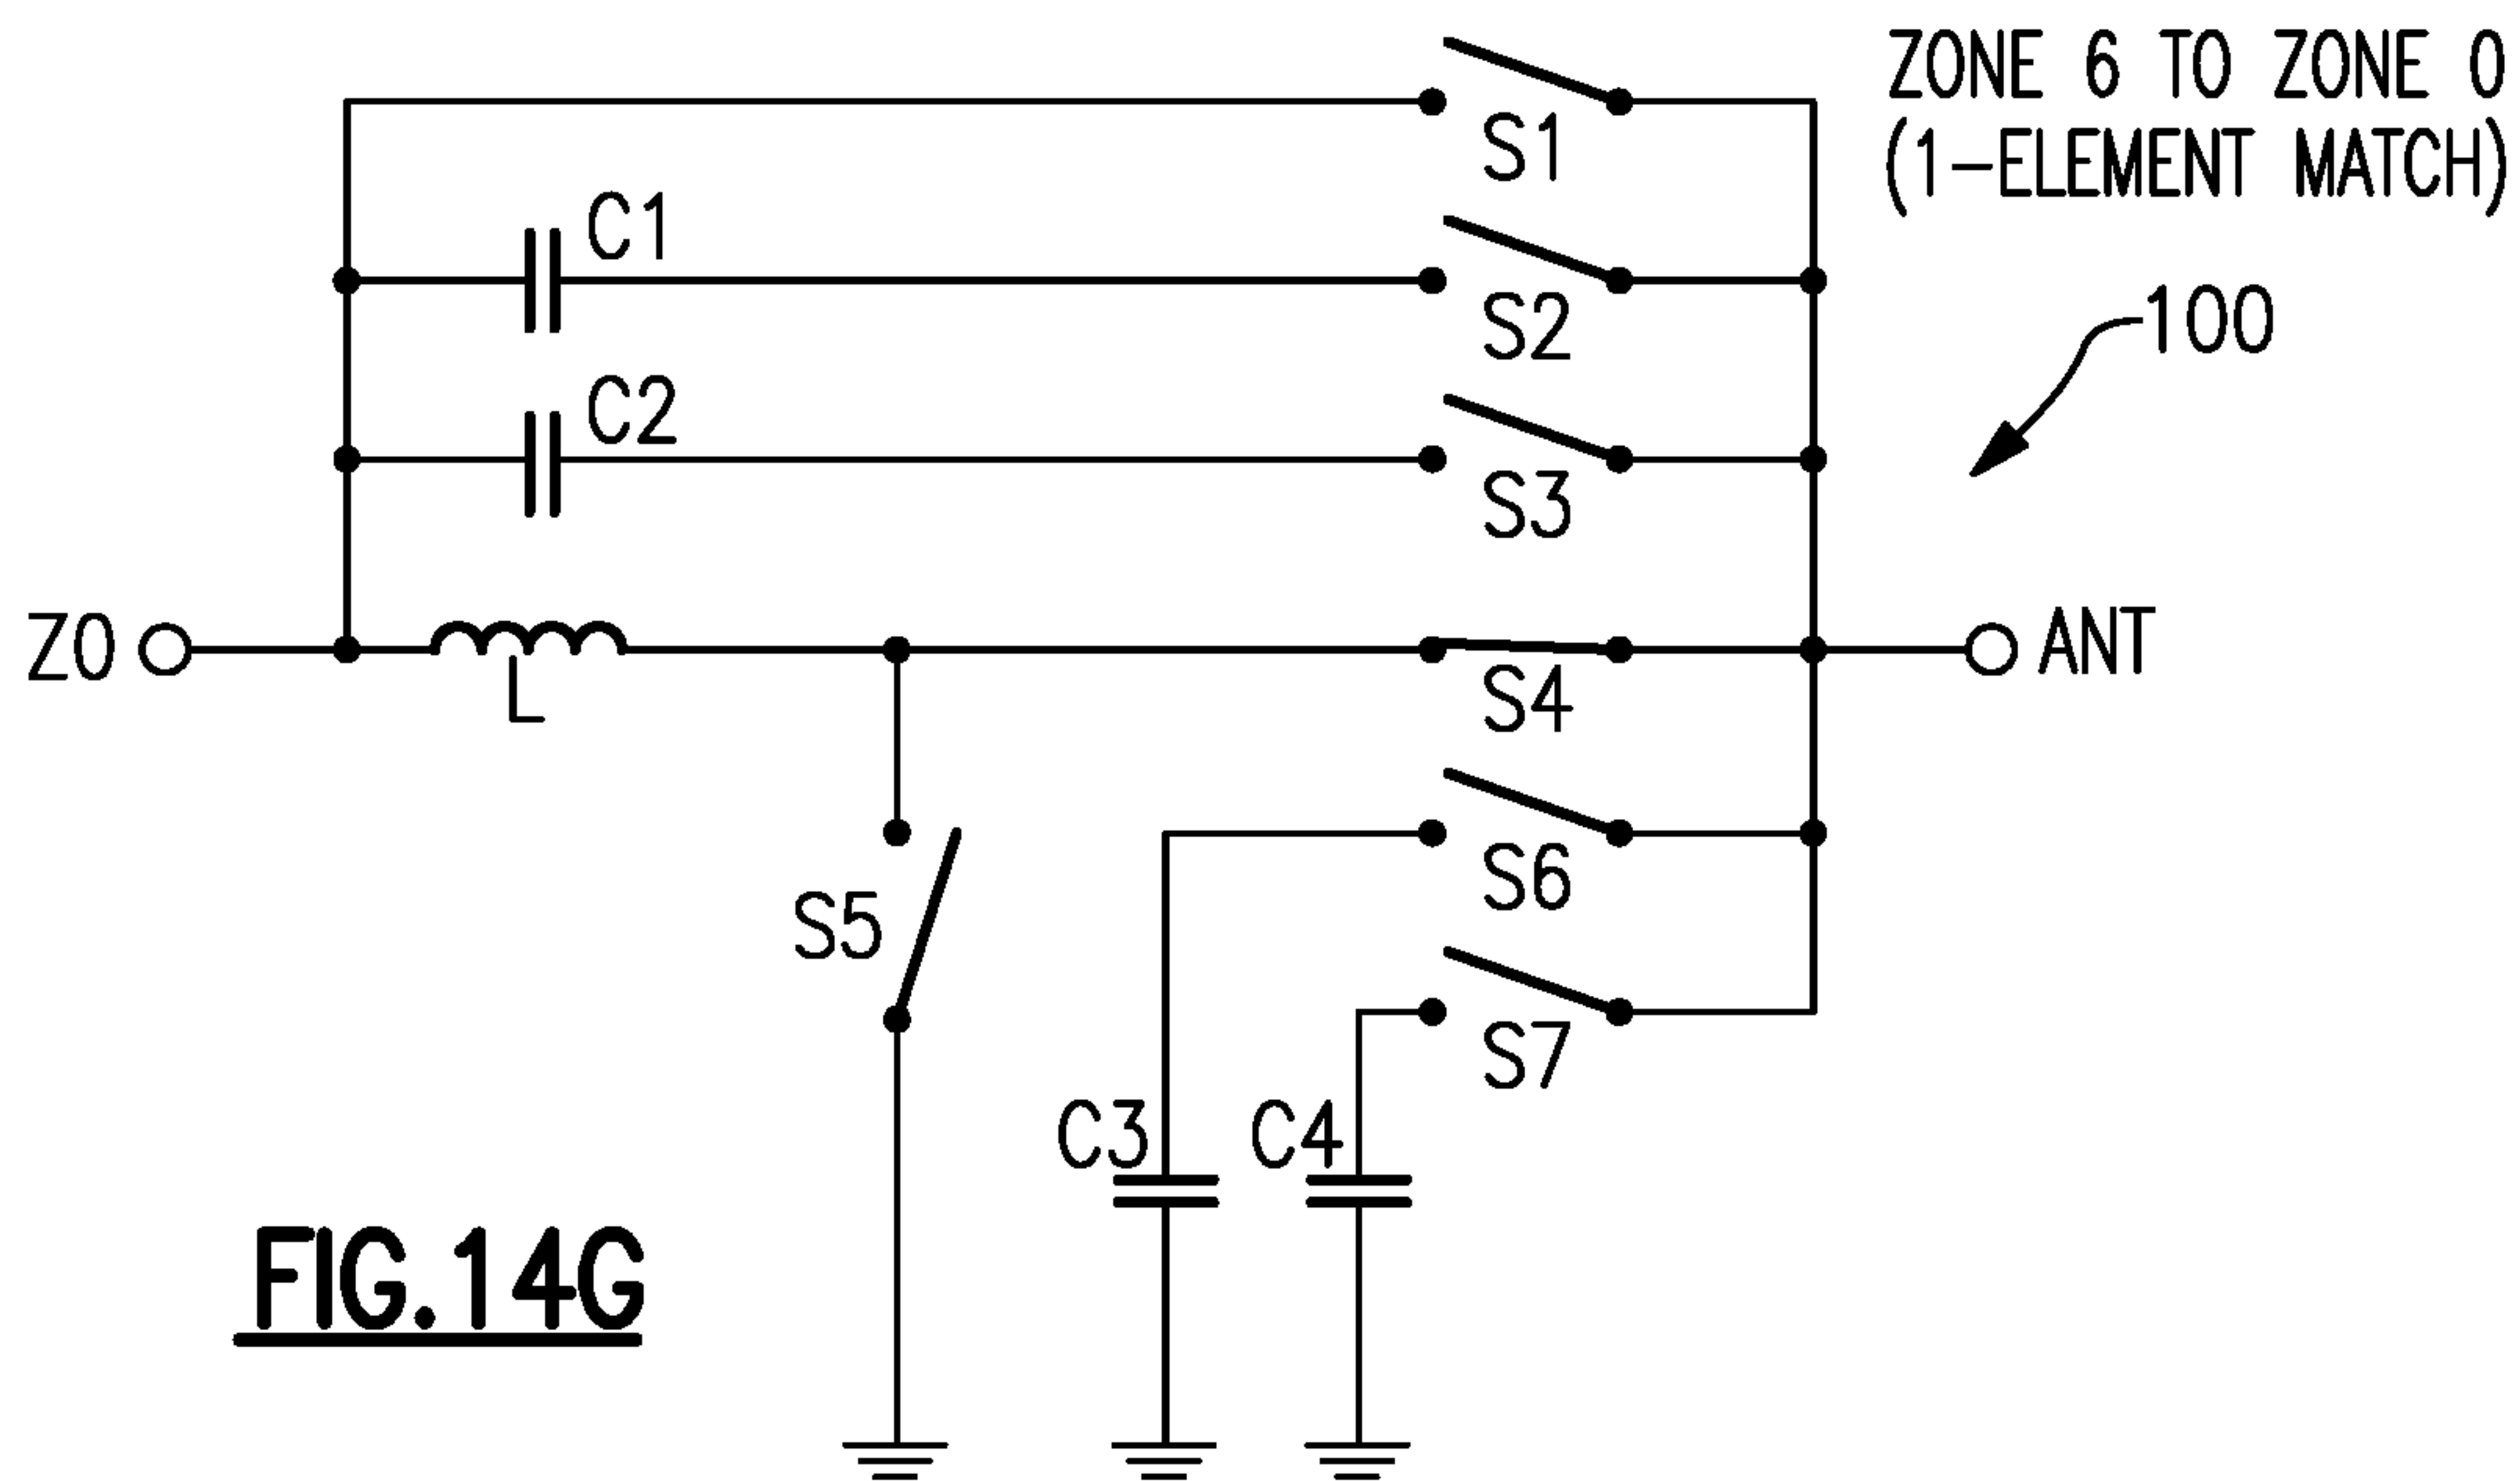 ZONE 6 TO ZONE 0
(1-ELEMENT MATCH)
S1
C1
S2
100
C2
S3
ZO
L
S4
ANT
S5
S6
S7
C3
C4
FIG.14G